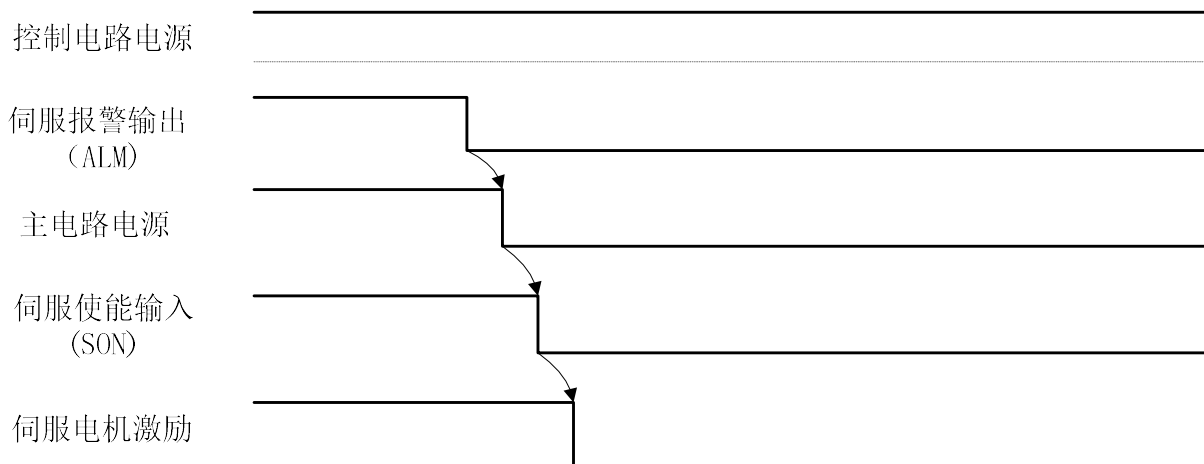 控制电路电源
伺服报警输出
（ALM)
主电路电源
伺服使能输入
(SON)
伺服电机激励